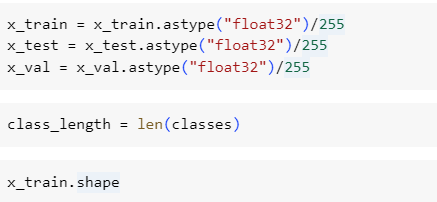 x_train = x_train.astype("float32")/255
x_test = x_test.astype("float32")/255
x_val = x_val.astype("float32")/255
class_length = len(classes)
x_train.shape